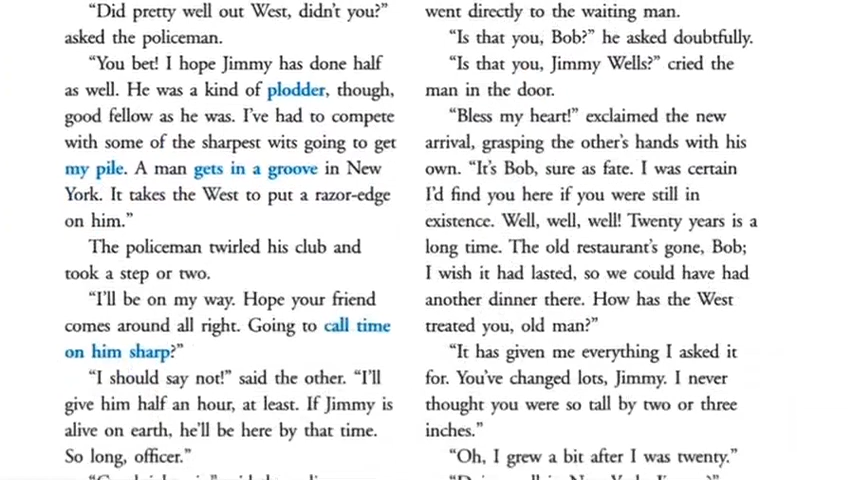 “Did pretty well out West, didn’t you?”
asked the policeman.
“You bet! I hope Jimmy has done half
as well. He was a kind of plodder, though,
good fellow as he was. I’ve had to compete
with some of the sharpest wits going to get
my pile. A man gets in a groove in New
York. It takes the West to put a razor-edge
on him.”
The policeman twirled his club and
took a step or two.
“I’ll be on my way. Hope your friend
comes around all right. Going to call time
on him sharp?”
“I should say not!” said the other. “I’ll
give him half an hour, at least. If Jimmy is
alive on earth, he’ll be here by that time.
So long, officer.”
went directly to the waiting man.
“Is that you, Bob?” he asked doubtfully.
“Is that you, Jimmy Wells?” cried the
man in the door.
“Bless my heart!” exclaimed the new
arrival, grasping the other’s hands with his
own. “It’s Bob, sure as fate. I was certain
I’d find you here if you were still in
existence. Well, well, well! Twenty years is a
long time. The old restaurant’s gone, Bob;
I wish it had lasted, so we could have had
another dinner there. How has the West
treated you, old man?”
“It has given me everything I asked it
for. You’ve changed lots, Jimmy. I never
thought you were so tall by two or three
inches.”
“Oh, I grew a bit after I was twenty.”